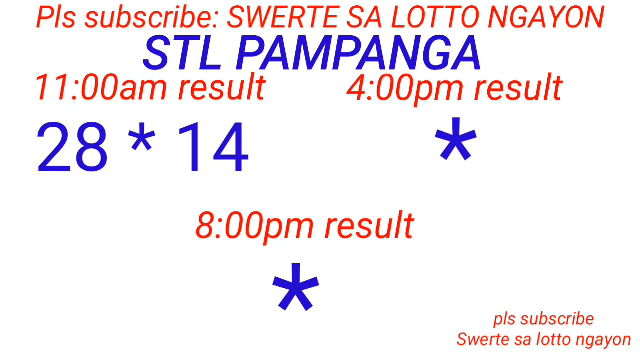 Pls subscribe: SWERTE SA LOTTO NGAYON
STL PAMPANGA
11:00am result
4:00pm result
28 * 14
*
8:00pm result
*
pls subscribe
Swerte sa lotto ngayon